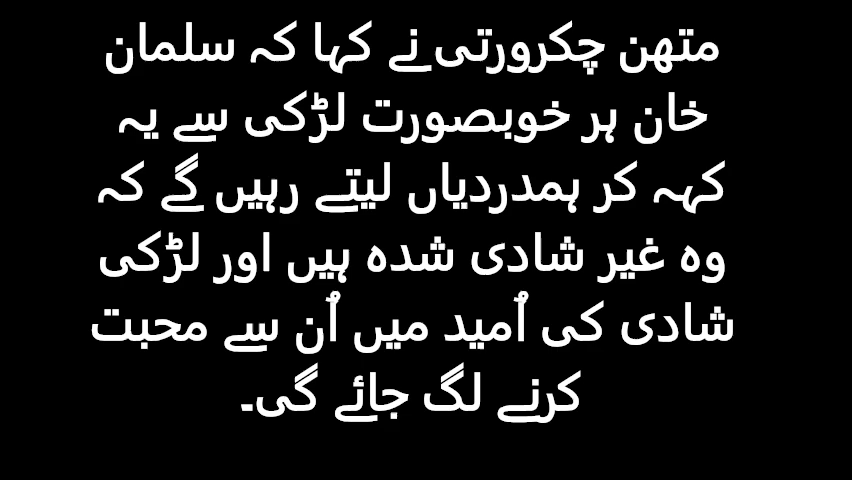 متھن چکرورتی نے کہا کہ سلمان
خان ہر خوبصورت لڑکی سے یہ
کہہ کر ہمدردیاں لیتے رہیں گے کہ
وہ غیر شادی شدہ ہیں اور لڑکی
شادی کی اُمید میں اُن سے محبت
کرنے لگ جائے گی۔